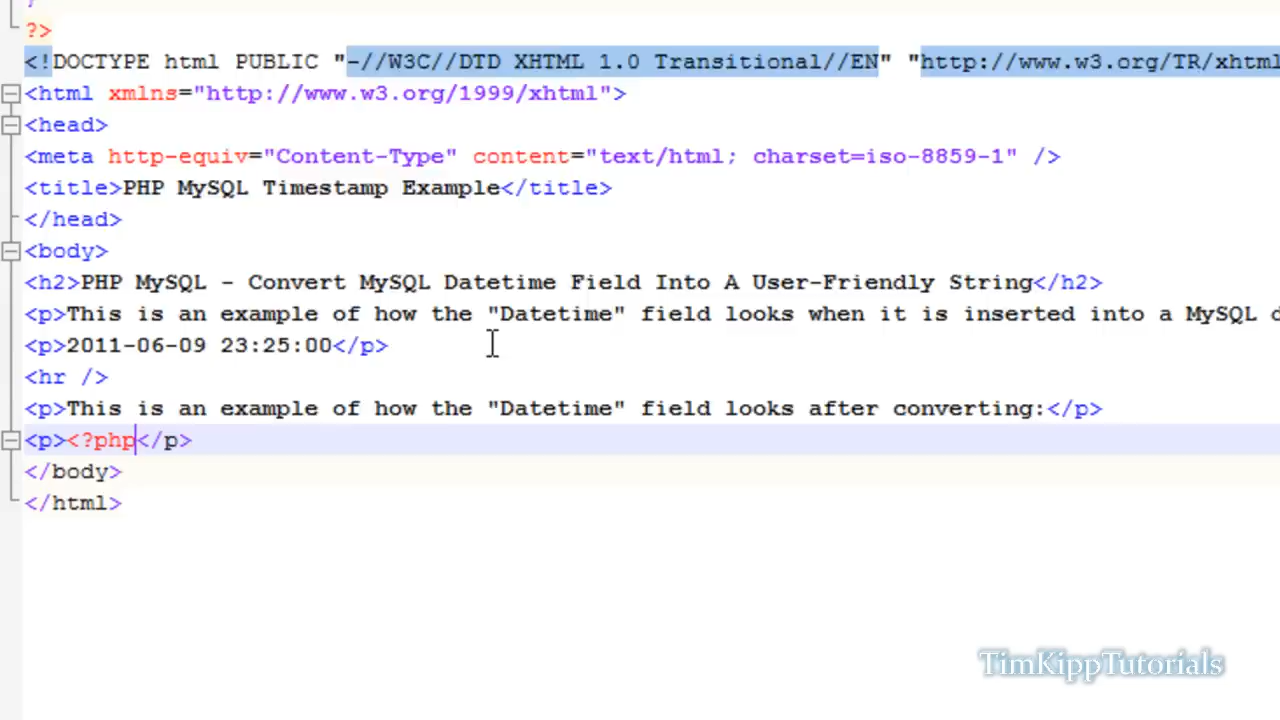 ?>
<!DOCTYPE html PUBLIC "-//W3C//DTD XHTML 1.0 Transitional//EN" "http://www.w3.org/TR/xhtml
<html xmlns="http://www.w3.org/1999/xhtml">
<head>
<meta http-equiv="Content-Type" content="text/html; charset=iso-8859-1" />
<title>PHP MySQL Timestamp Example</title>
</head>
<body>
<h2>PHP MySQL - Convert MySQL Datetime Field Into A User-Friendly String</h2>
<p>This is an example of how the "Datetime" field looks when it is inserted into a MySQL d
<p>2011-06-09 23:25:00</p>
<hr />
<p>This is an example of how the "Datetime" field looks after converting:</p>
<p><?php</p>
</body>
</html>
TimKippTutorials